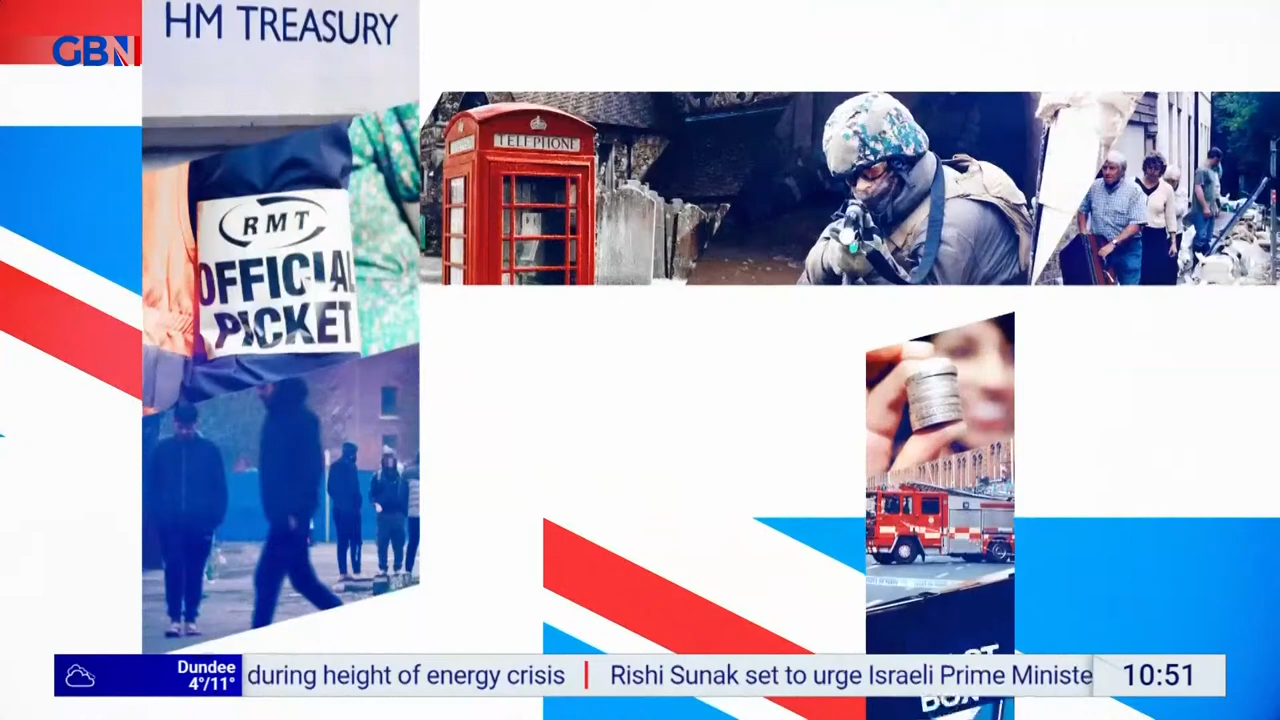 HM TREASURY
GBN
TELEPHONE
RMT
OFFICIAL
PICKET
BOX
Dundee
4°/11°
during height of energy crisis | Rishi Sunak set to urge Israeli Prime Ministe
10:51